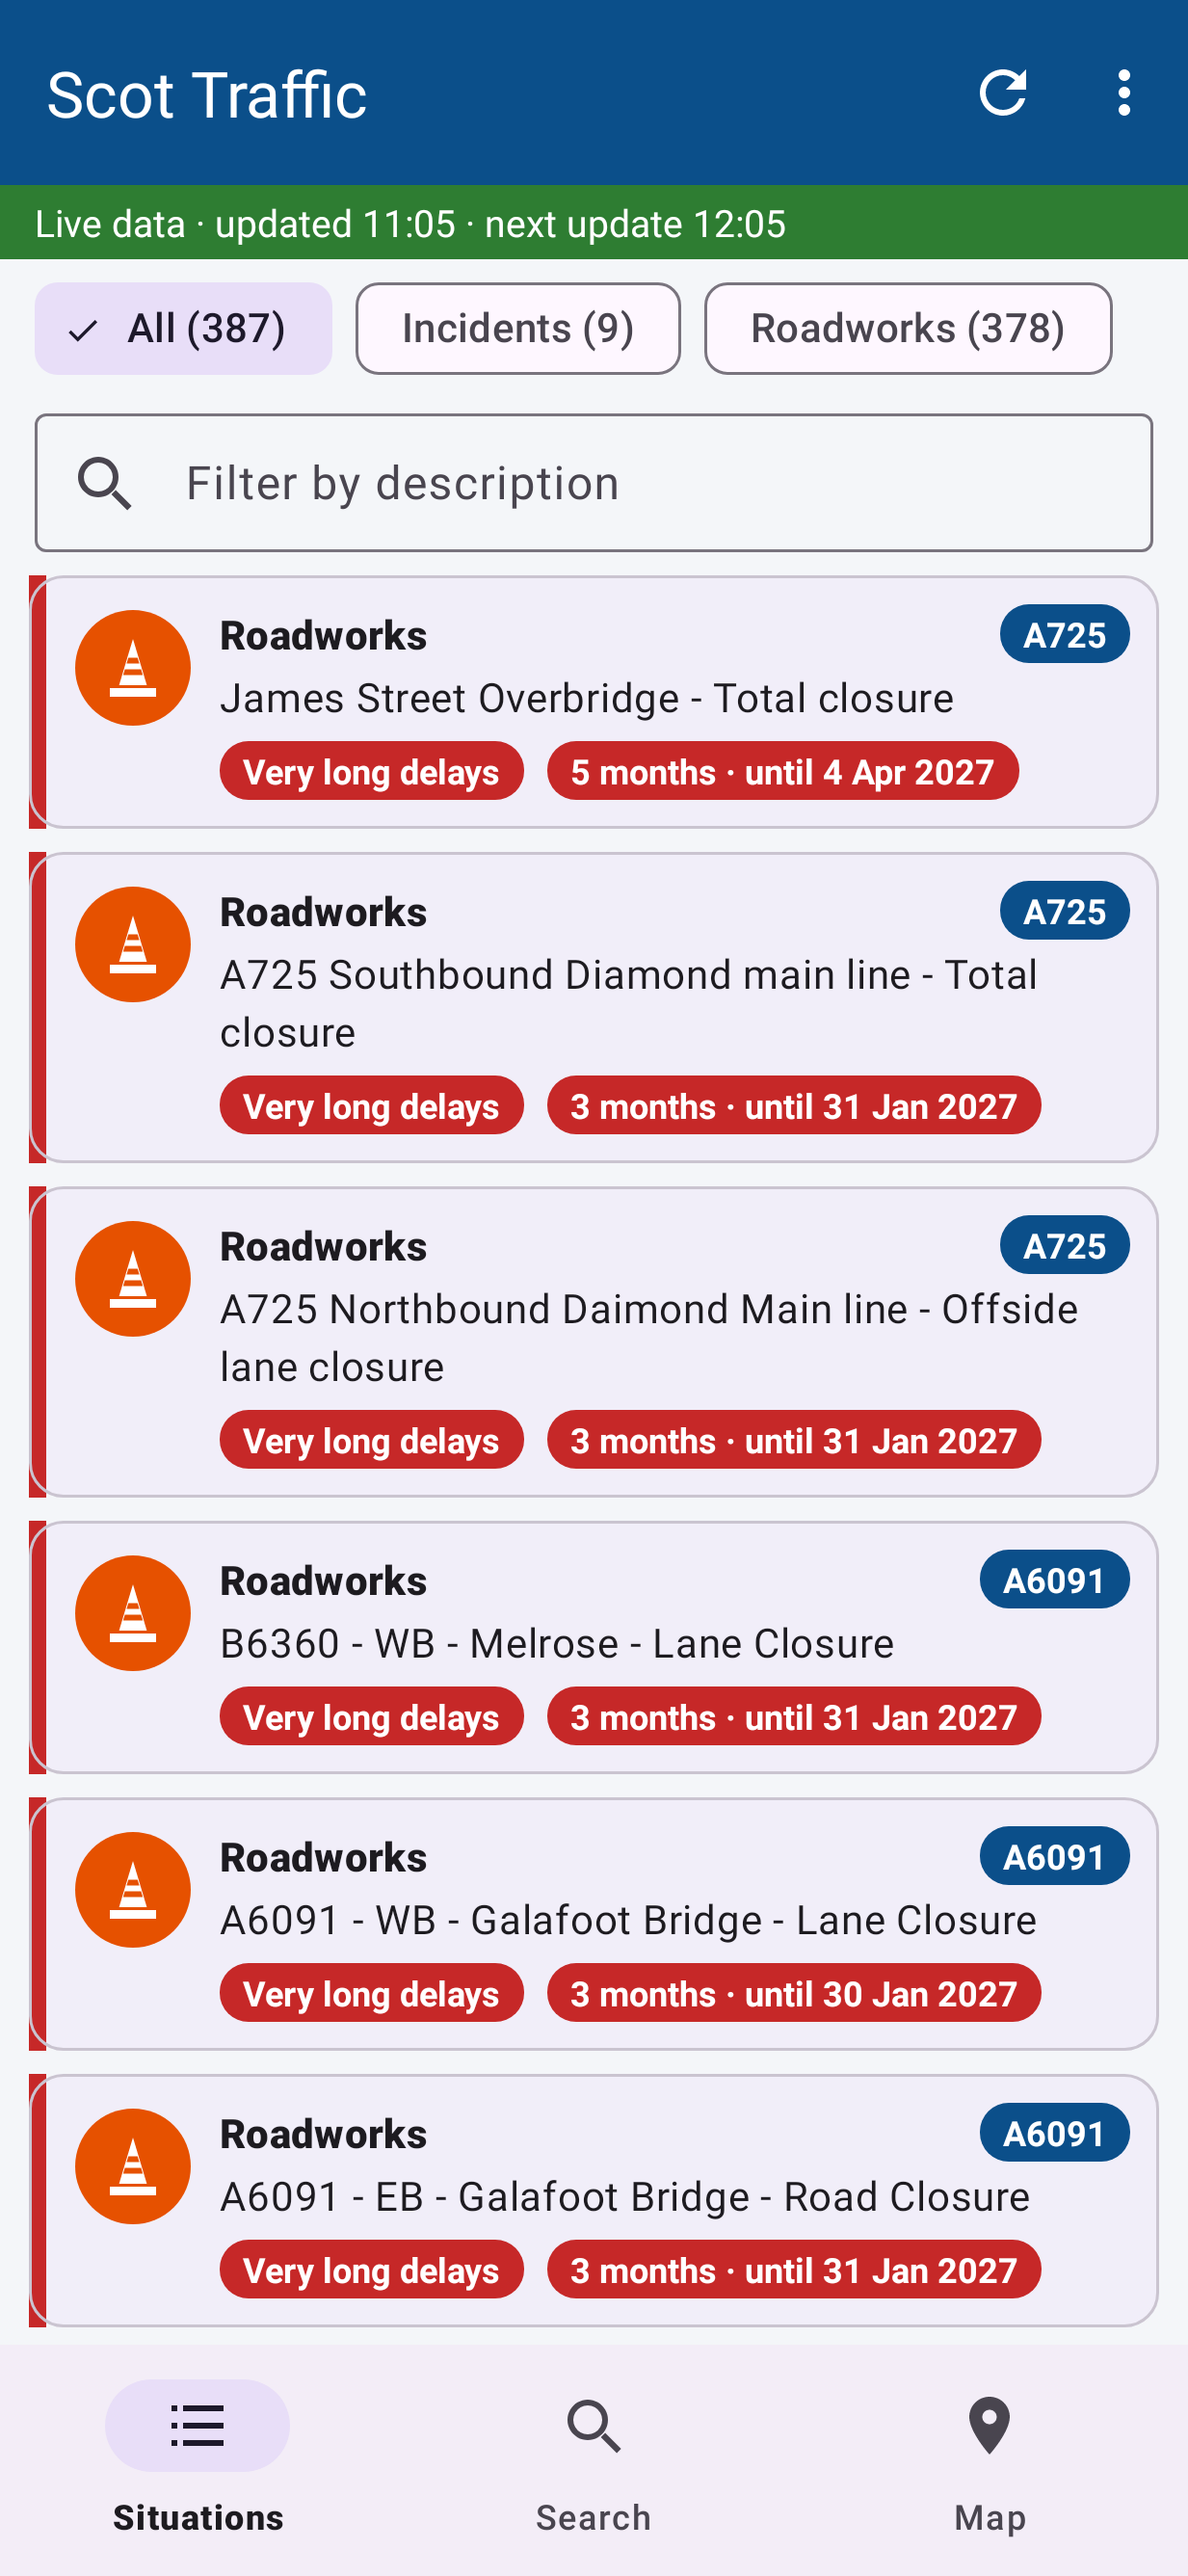 Scot Traffic
Live data · updated 11:05 · next update 12:05
All (387)
Incidents (9)
Roadworks (378)
Filter by description
Roadworks
A725
James Street Overbridge - Total closure
Very long delays
5 months · until 4 Apr 2027
Roadworks
A725
A725 Southbound Diamond main line - Total
closure
Very long delays
3 months · until 31 Jan 2027
Roadworks
A725
A725 Northbound Daimond Main line - Offside
lane closure
Very long delays
3 months · until 31 Jan 2027
Roadworks
A6091
B6360 - WB - Melrose - Lane Closure
Very long delays
3 months · until 31 Jan 2027
Roadworks
A6091
A6091 - WB - Galafoot Bridge - Lane Closure
Very long delays
3 months · until 30 Jan 2027
Roadworks
A6091
A6091 - EB - Galafoot Bridge - Road Closure
Very long delays
3 months · until 31 Jan 2027
Situations
Search
Map